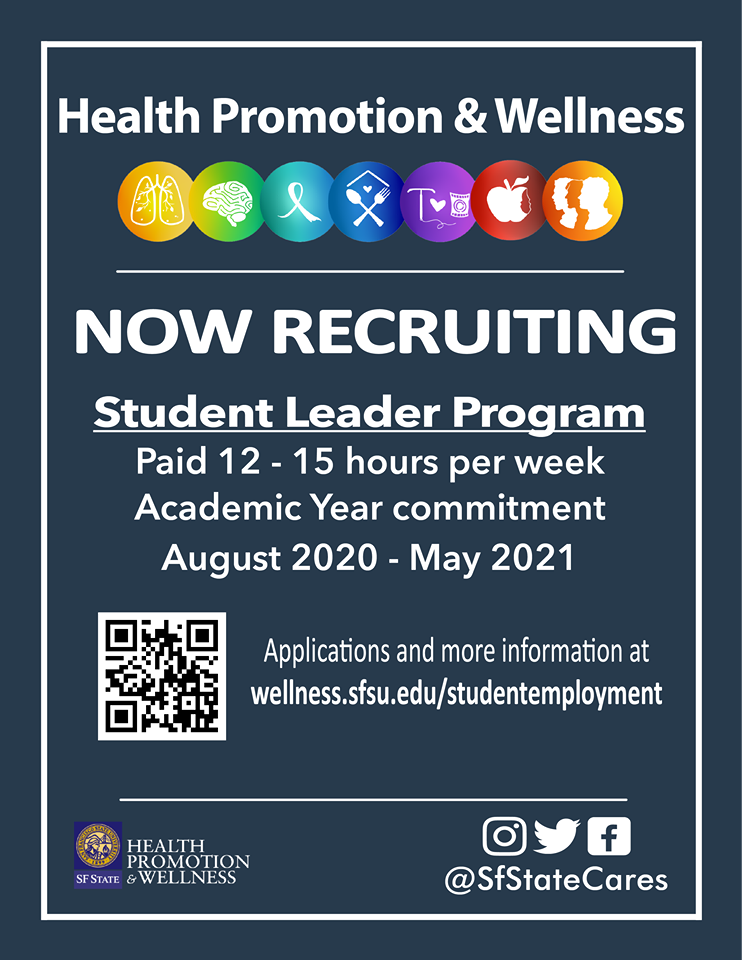 Health Promotion & Wellness
NOW RECRUITING
Student Leader Program
Paid 12 - 15 hours per week
Academic Year commitment
August 2020 - May 2021
Applications and more information at
wellness.sfsu.edu/studentemployment
SF STATE
HEALTH
PROMOTION
& WELLNESS
@SfStateCares